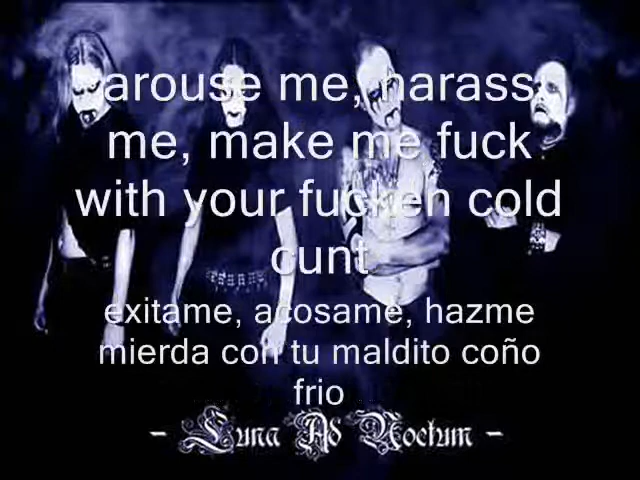 arouse me, harass
me, make me fuck
with your fucken cold
cunt
exitame, acosame, hazme
mierda con tu maldito coño
frio
- Luna Ad Noctum -